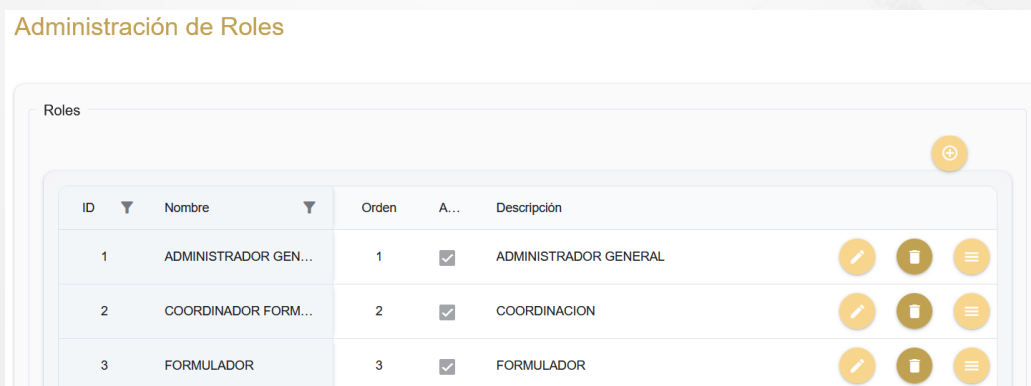 Administración de Roles
Roles
ID Nombre Orden A... Descripción
1 ADMINISTRADOR GEN... 1 ADMINISTRADOR GENERAL
2 COORDINADOR FORM... 2 COORDINACION
3 FORMULADOR 3 FORMULADOR